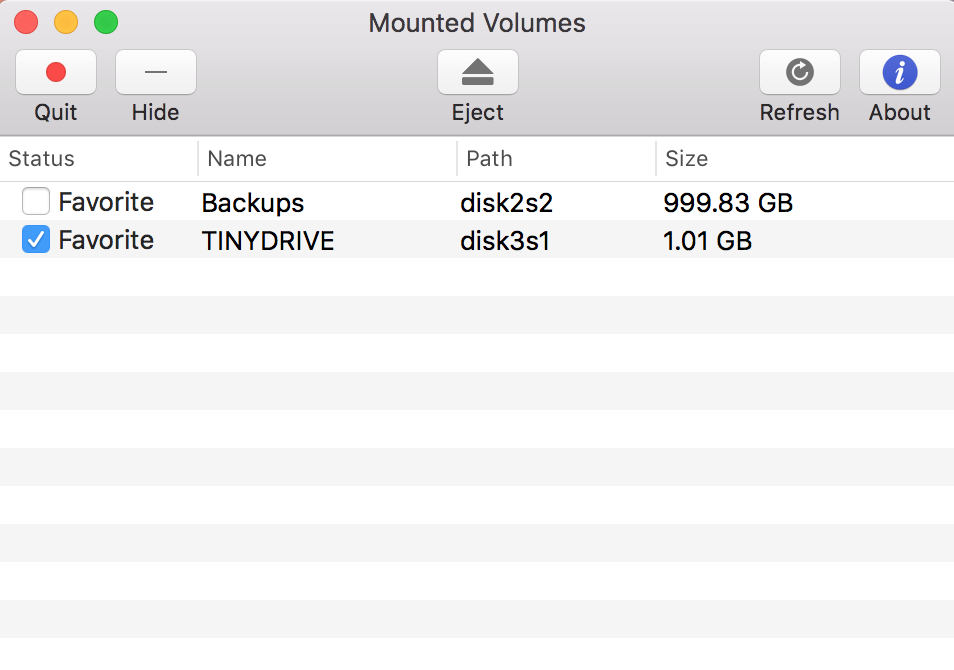 Mounted Volumes
Quit Hide Eject Refresh About
Status Name Path Size
Favorite Backups disk2s2 999.83 GB
Favorite TINYDRIVE disk3s1 1.01 GB